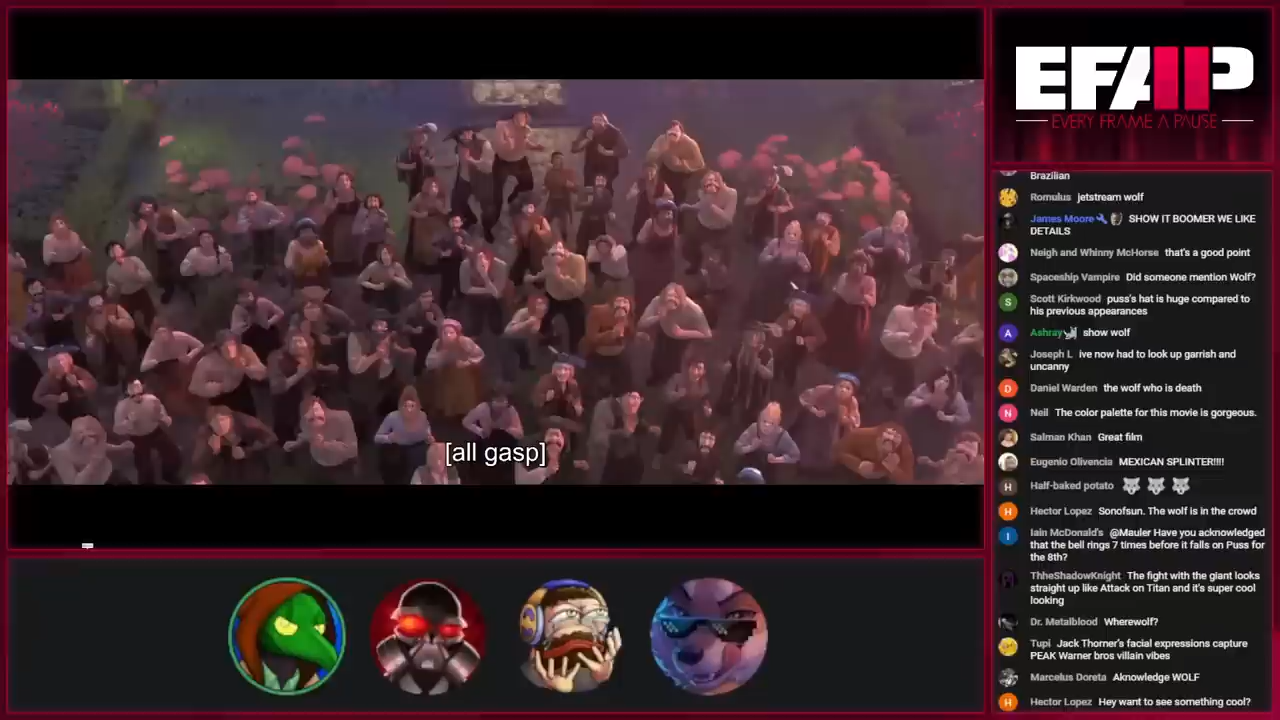 EFAP
EVERY FRAME A PAUSE
[all gasp]
Brazilian
Romulus jetstream wolf
James Moore SHOW IT BOOMER WE LIKE
DETAILS
Neigh and Whinny McHorse that's a good point
Spaceship Vampire Did someone mention Wolf?
S
Scott Kirkwood puss's hat is huge compared to
his previous appearances
A
Ashray show wolf
Joseph L ive now had to look up garrish and
uncanny
D
Daniel Warden the wolf who is death
N
Neil The color palette for this movie is gorgeous.
Salman Khan Great film
Eugenio Olivencia MEXICAN SPLINTER!!!!
H
Half-baked potato
H
Hector Lopez Sonofsun. The wolf is in the crowd
I
Iain McDonald's @Mauler Have you acknowledged
that the bell rings 7 times before it falls on Puss for
the 8th?
ThheShadowKnight The fight with the giant looks
straight up like Attack on Titan and it's super cool
looking
Dr. Metalblood Wherewolf?
Tupi Jack Thorner's facial expressions capture
PEAK Warner bros villain vibes
Marcelus Doreta Aknowledge WOLF
H
Hector Lopez Hey want to see something cool?